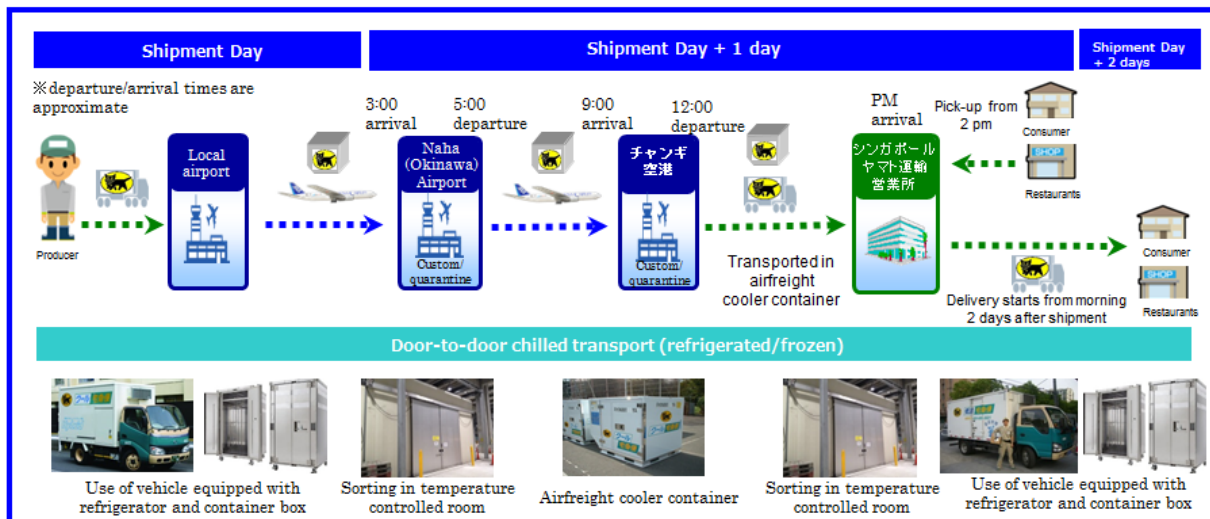 Shipment Day
Shipment Day + 1 day
Shipment Day
+ 2 days
※departure/arrival times are
approximate
3:00
arrival
5:00
departure
9:00
arrival
12:00
departure
PM
arrival
Pick-up from
2 pm
Consumer
Restaurants
Producer
Local
airport
Naha
(Okinawa)
Airport
Custom/
quarantine
チャンギ
空港
Custom/
quarantine
Transported in
airfreight
cooler container
シンガポール
ヤマト運輸
営業所
SHOP
Consumer
SHOP
Restaurants
Delivery starts from morning
2 days after shipment
Door-to-door chilled transport (refrigerated/frozen)
Use of vehicle equipped with
refrigerator and container box
Sorting in temperature
controlled room
Airfreight cooler container
Sorting in temperature
controlled room
Use of vehicle equipped with
refrigerator and container box